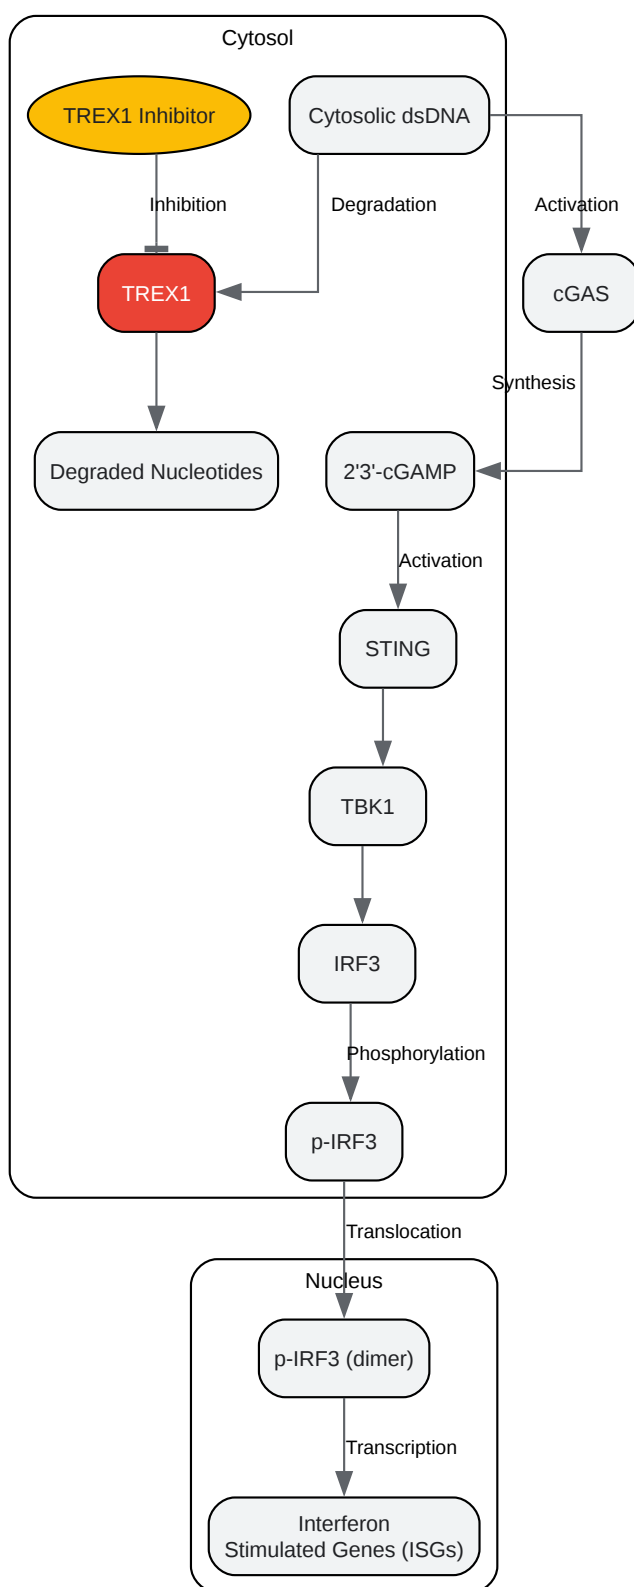 Cytosol
TREX1 Inhibitor
Cytosolic dsDNA
Inhibition
Degradation
Activation
TREX1
cGAS
Synthesis
Degraded Nucleotides
2'3'-cGAMP
Activation
STING
TBK1
IRF3
Phosphorylation
p-IRF3
Translocation
Nucleus
p-IRF3 (dimer)
Transcription
Interferon
Stimulated Genes (ISGs)